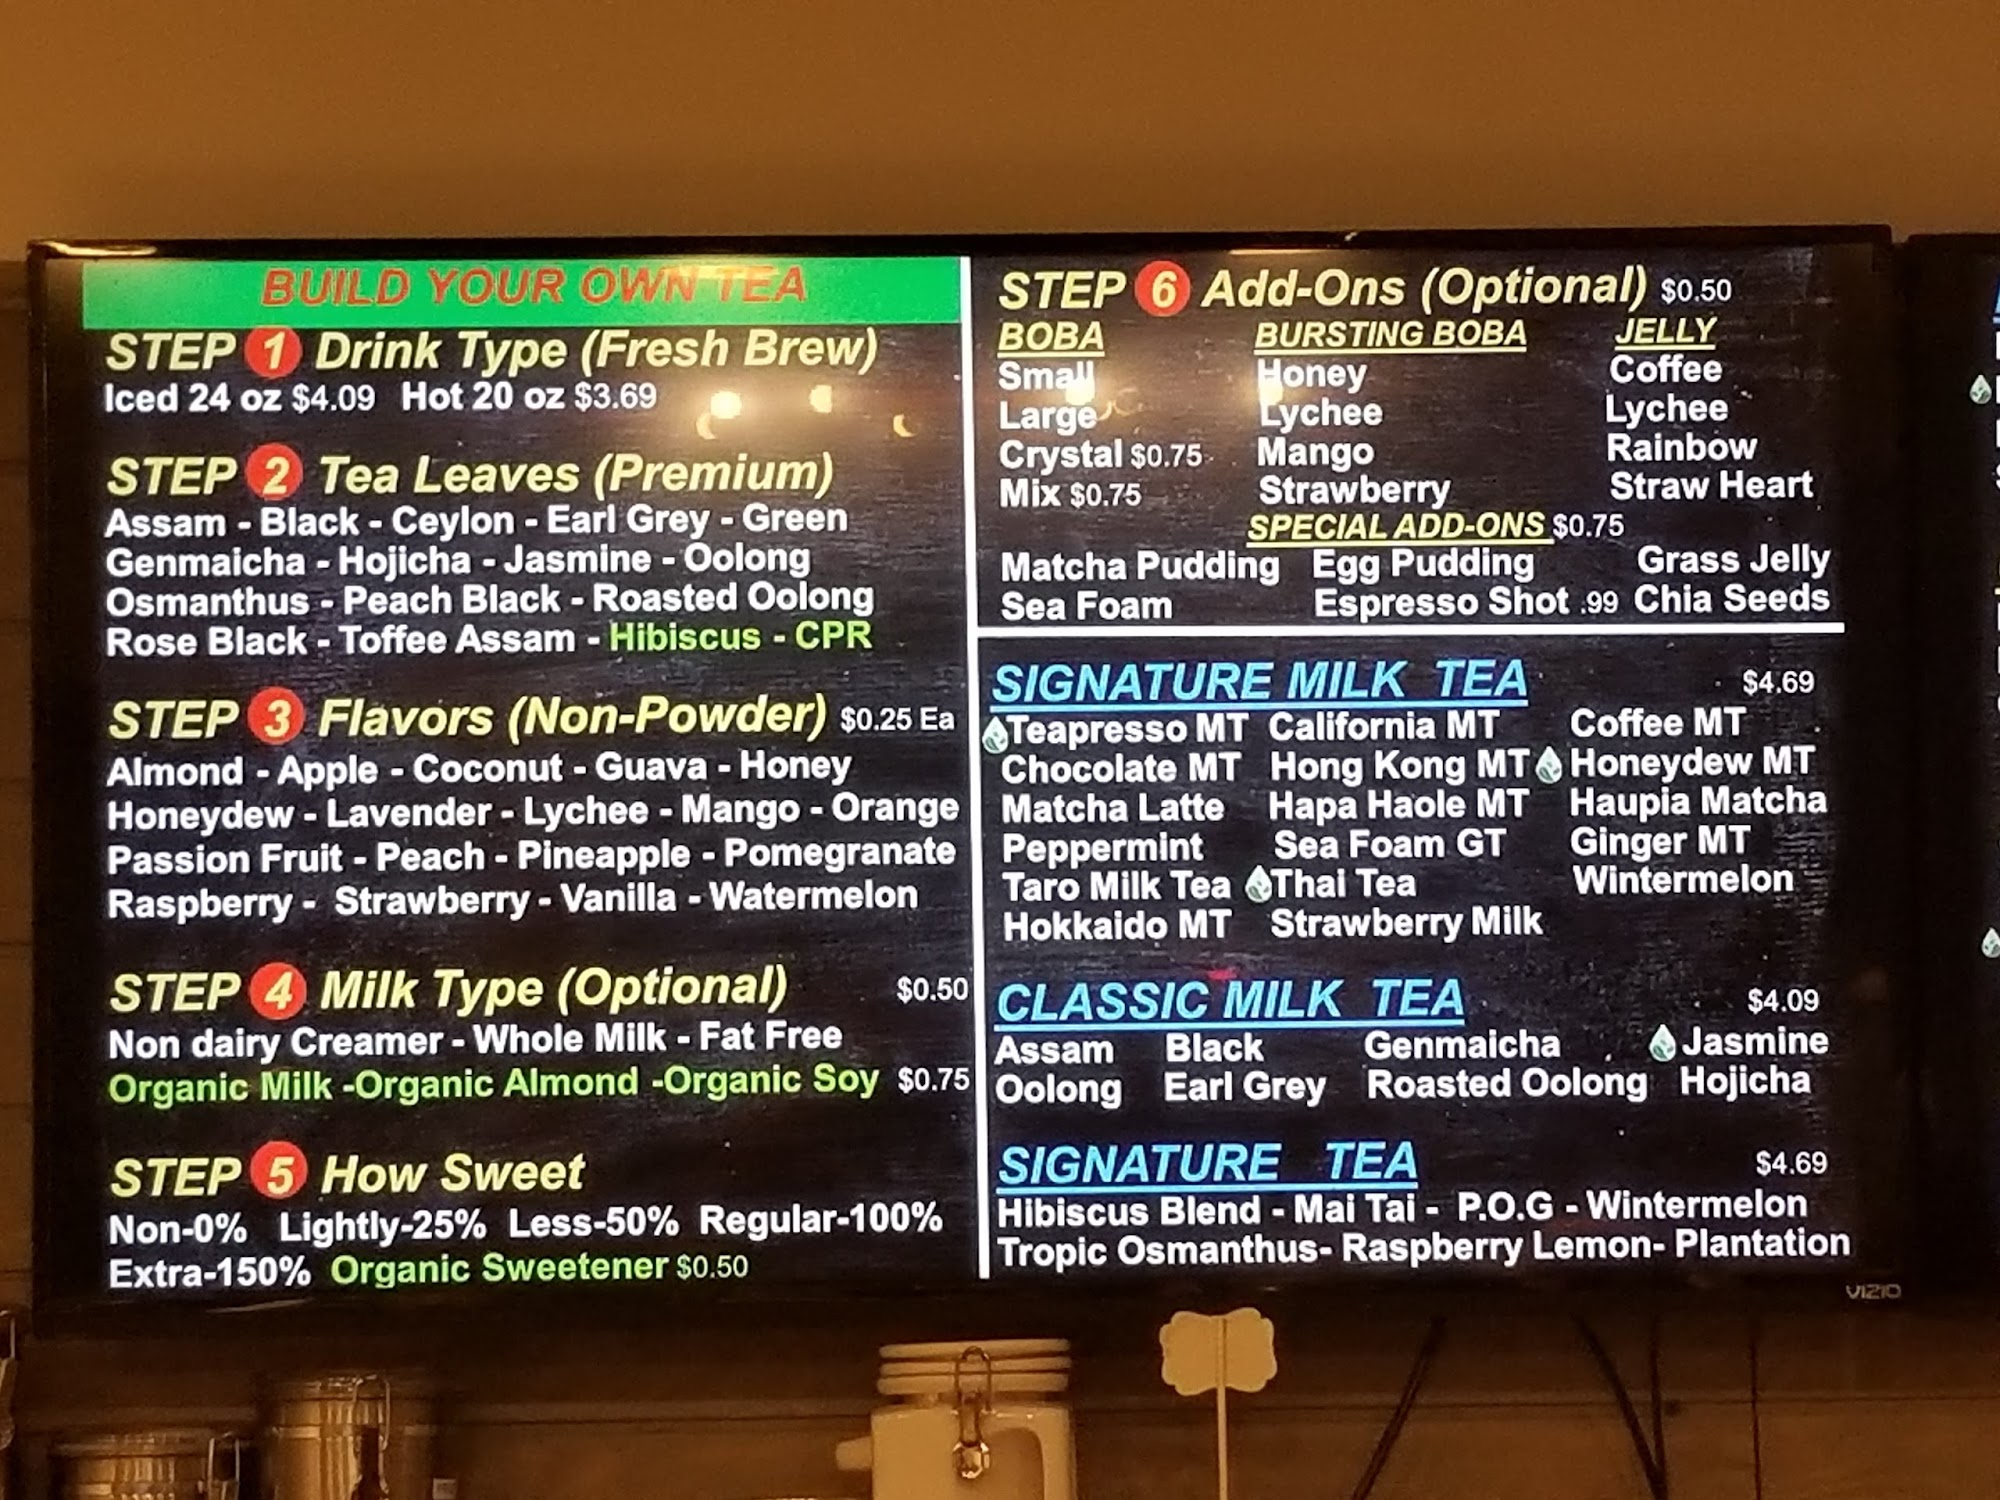 BUILD YOUR OWN TEA
STEP 1 Drink Type (Fresh Brew)
Iced 24 oz $4.09 Hot 20 oz $3.69
STEP 2 Tea Leaves (Premium)
Assam - Black - Ceylon - Earl Grey - Green
Genmaicha - Hojicha - Jasmine - Oolong
Osmanthus - Peach Black - Roasted Oolong
Rose Black - Toffee Assam - Hibiscus - CPR
STEP 3 Flavors (Non-Powder) $0.25 Ea
Almond - Apple - Coconut - Guava - Honey
Honeydew - Lavender - Lychee - Mango - Orange
Passion Fruit - Peach - Pineapple - Pomegranate
Raspberry - Strawberry - Vanilla - Watermelon
STEP 4 Milk Type (Optional) $0.50
Non dairy Creamer - Whole Milk - Fat Free
Organic Milk -Organic Almond -Organic Soy $0.75
STEP 5 How Sweet
Non-0% Lightly-25% Less-50% Regular-100%
Extra-150% Organic Sweetener $0.50
STEP 6 Add-Ons (Optional) $0.50
BOBA BURSTING BOBA JELLY
Small Honey Coffee
Large Lychee Lychee
Crystal $0.75 Mango Rainbow
Mix $0.75 Strawberry Straw Heart
SPECIAL ADD-ONS $0.75
Matcha Pudding Egg Pudding Grass Jelly
Sea Foam Espresso Shot .99 Chia Seeds
SIGNATURE MILK TEA $4.69
Teapresso MT California MT Coffee MT
Chocolate MT Hong Kong MT Honeydew MT
Matcha Latte Hapa Haole MT Haupia Matcha
Peppermint Sea Foam GT Ginger MT
Taro Milk Tea Thai Tea Wintermelon
Hokkaido MT Strawberry Milk
CLASSIC MILK TEA $4.09
Assam Black Genmaicha Jasmine
Oolong Earl Grey Roasted Oolong Hojicha
SIGNATURE TEA $4.69
Hibiscus Blend - Mai Tai - P.O.G - Wintermelon
Tropic Osmanthus- Raspberry Lemon- Plantation
VIZIO